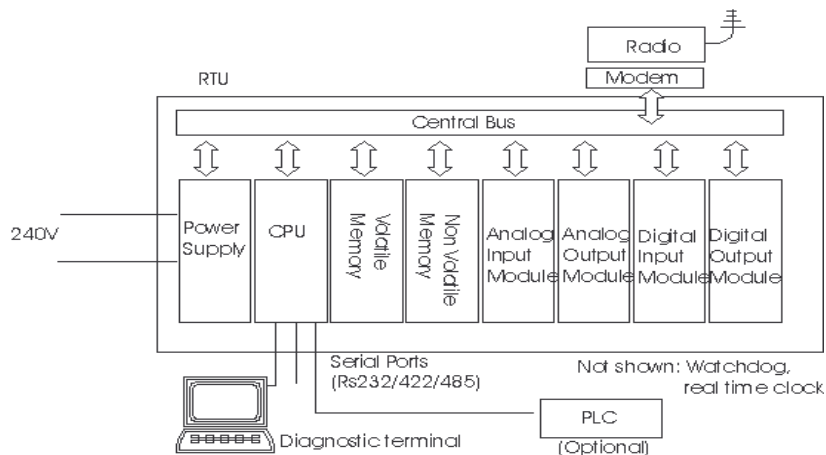 Radio
Modem
RTU
Central Bus
240V
Power
Supply
CPU
Volatile
Memory
Non Volatile
Memory
Analog
Input
Module
Analog
Output
Module
Digital
Input
Module
Digital
Output
Module
Serial Ports
(Rs232/422/485)
Not shown: Watchdog,
real time clock
PLC
(Optional)
Diagnostic terminal